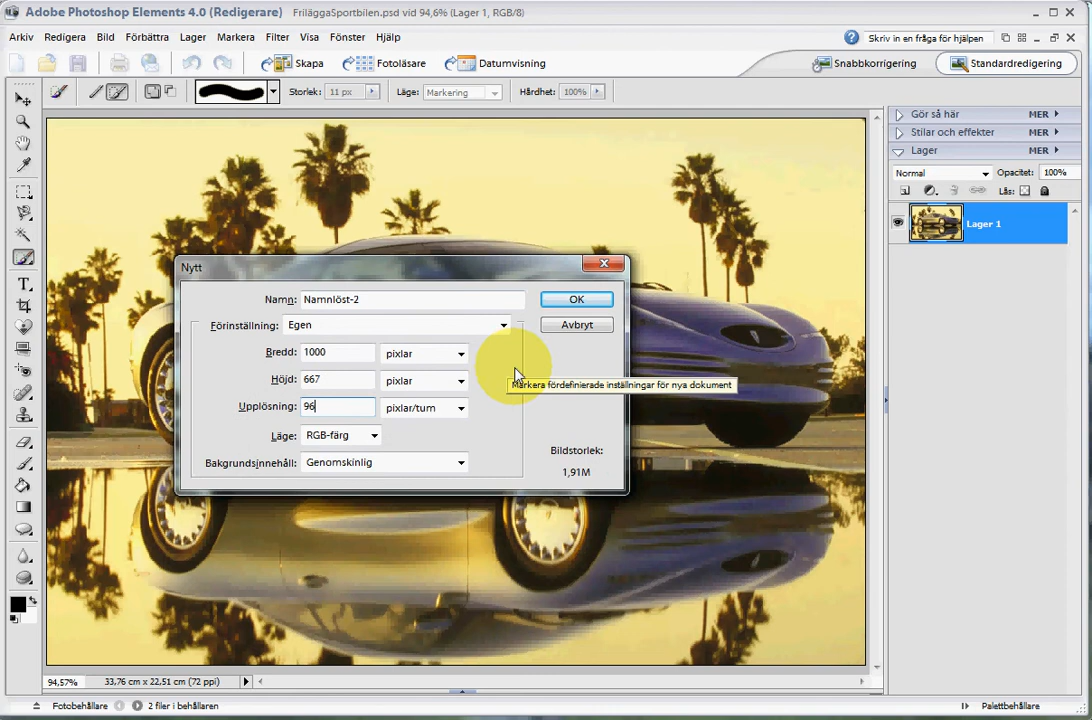 Adobe Photoshop Elements 4.0 (Redigerare) FriläggaSportbilen.psd vid 94,6% (Lager 1, RGB/8)
Arkiv Redigera Bild Förbättra Lager Markera Filter Visa Fönster Hjälp Skriv in en fråga för hjälpen
Skapa Fotoläsare Datumvisning Snabbkorrigering Standardredigering
Storlek: 11 px Läge: Markering Hårdhet: 100%
Gör så här MER
Stilar och effekter MER
Lager MER
Normal Opacitet: 100%
Lås:
Lager 1
Nytt
Namn: Namnlöst-2 OK
Förinställning: Egen Avbryt
Bredd: 1000 pixlar
Höjd: 667 pixlar
Markera fördefinierade inställningar för nya dokument
Upplösning: 96 pixlar/tum
Läge: RGB-färg
Bakgrundsinnehåll: Genomskinlig
Bildstorlek:
1,91M
94,57% 33,76 cm x 22,51 cm (72 ppi)
Fotobehållare 2 filer i behållaren Palettbehållare